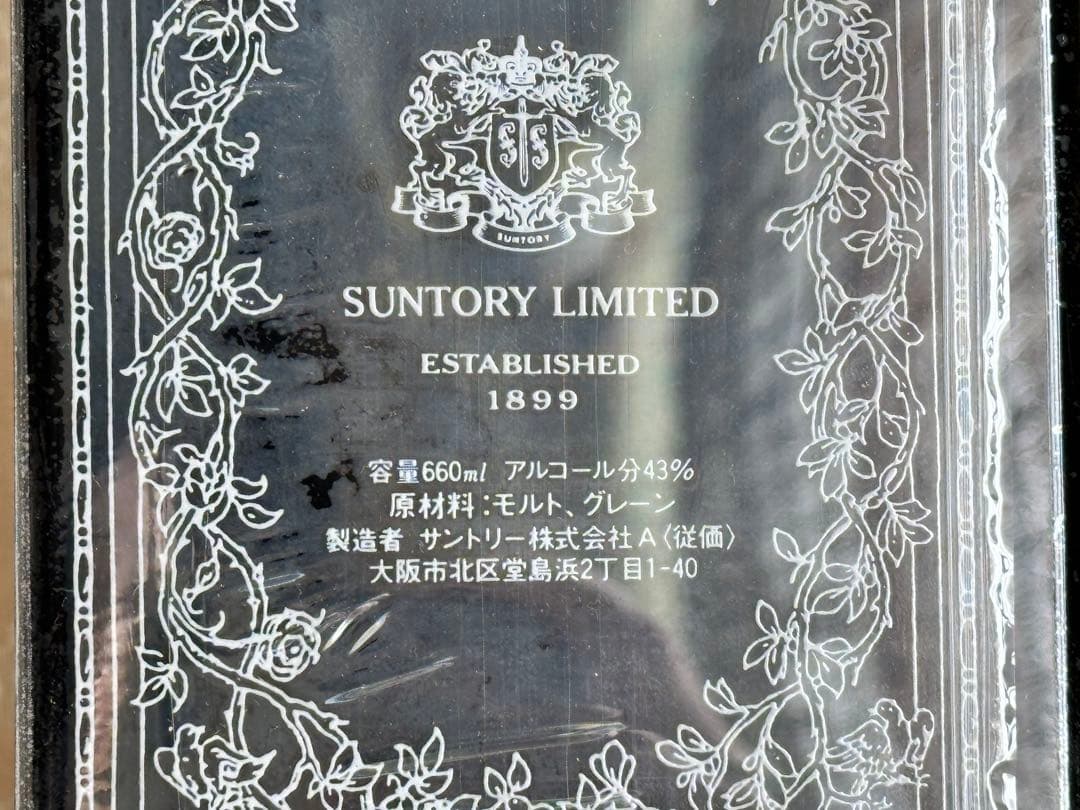 SUNTORY
SUNTORY LIMITED
ESTABLISHED
1899
容量660ml アルコール分43%
原材料:モルト、グレーン
製造者 サントリー株式会社A〈従価〉
大阪市北区堂島浜2丁目1-40